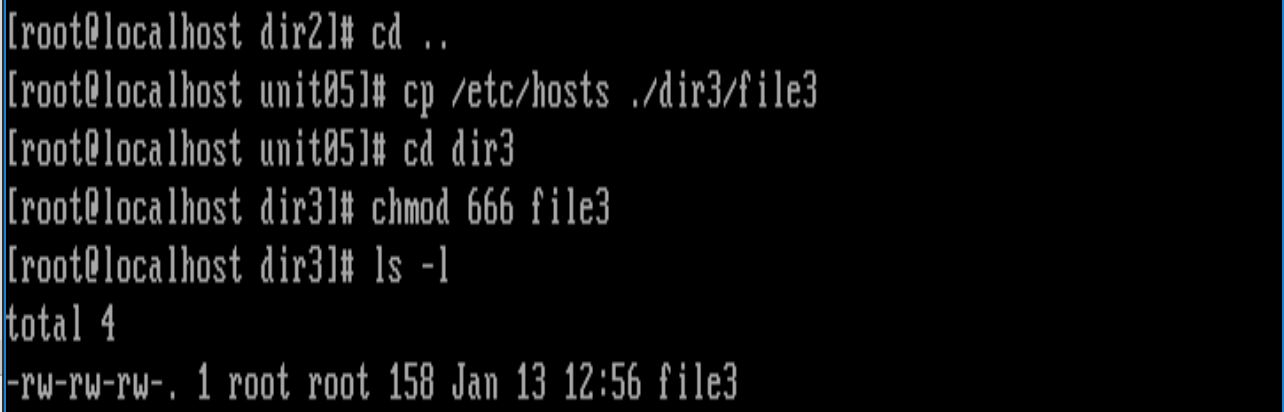 [root@localhost dir2]# cd ..
[root@localhost unit05]# cp /etc/hosts ./dir3/file3
[root@localhost unit05]# cd dir3
[root@localhost dir3]# chmod 666 file3
[root@localhost dir3]# ls -l
total 4
-rw-rw-rw-. 1 root root 158 Jan 13 12:56 file3